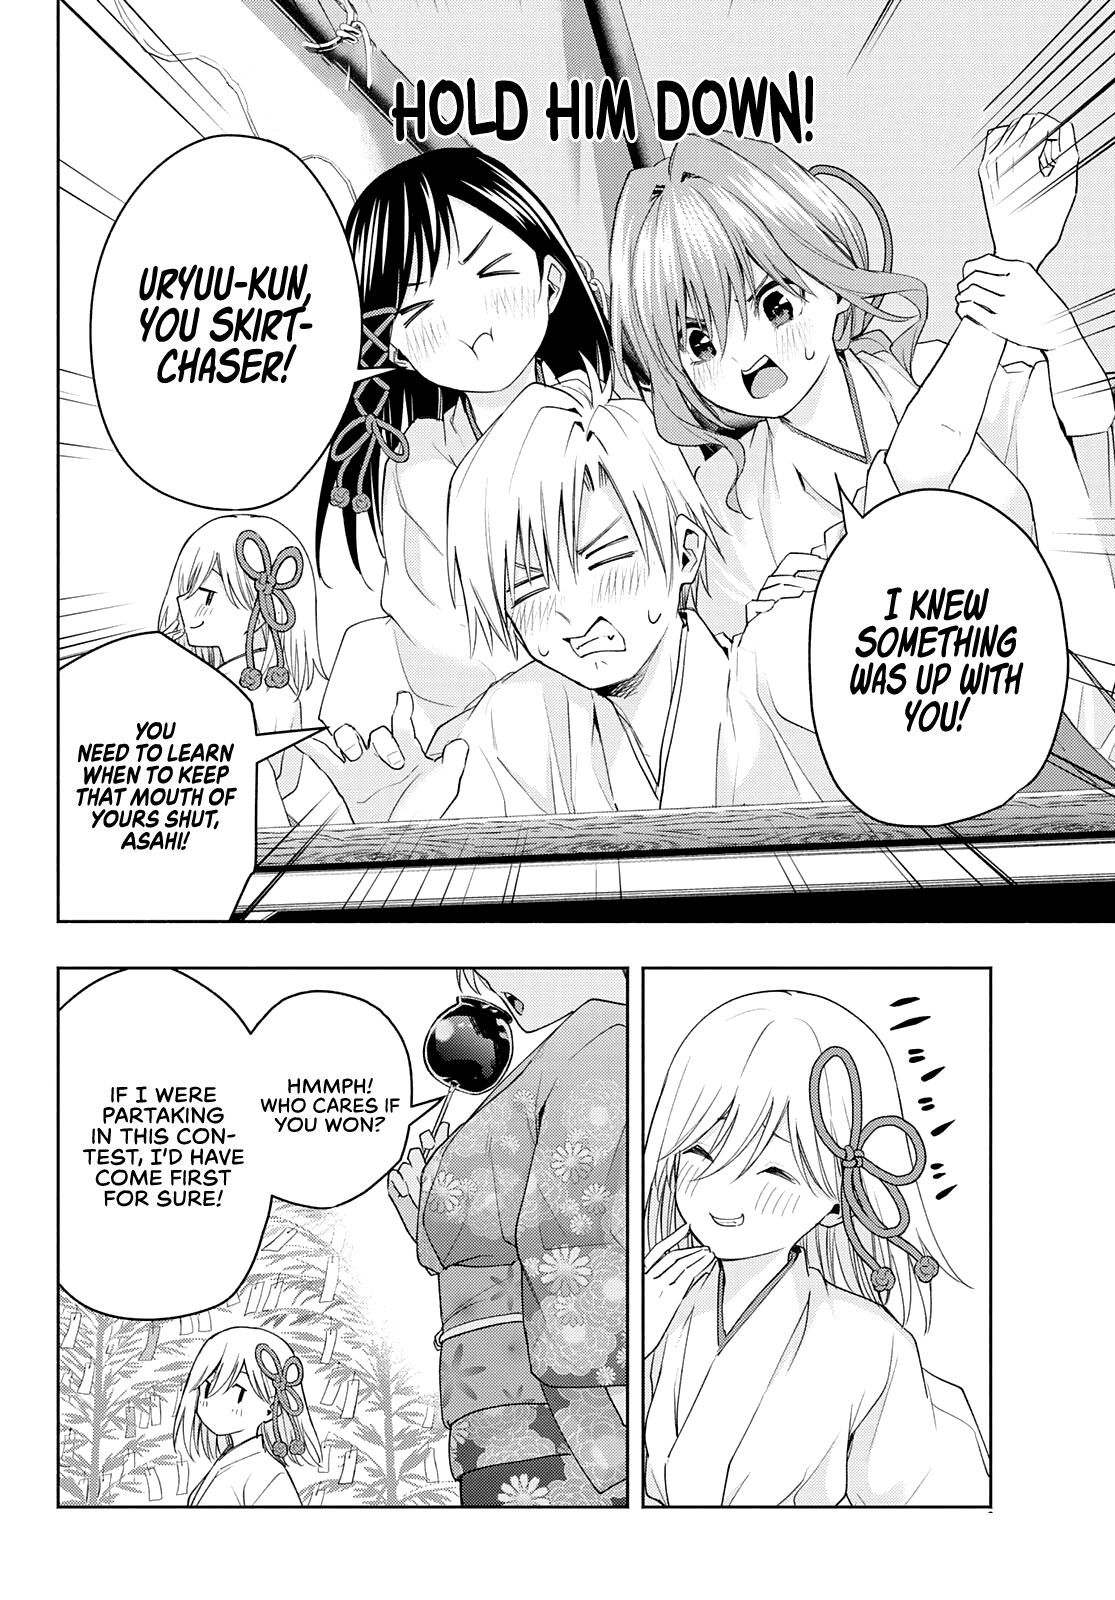 HOLD HIM DOWN!
URYUU-KUN,
YOU SKIRT-
CHASER!
I KNEW
SOMETHING
WAS UP WITH
YOU!
YOU
NEED TO LEARN
WHEN TO KEEP
THAT MOUTH OF
YOURS SHUT,
ASAHI!
HMMPH!
WHO CARES IF
YOU WON?
IF I WERE
PARTAKING
IN THIS CON-
TEST, I'D HAVE
COME FIRST
FOR SURE!